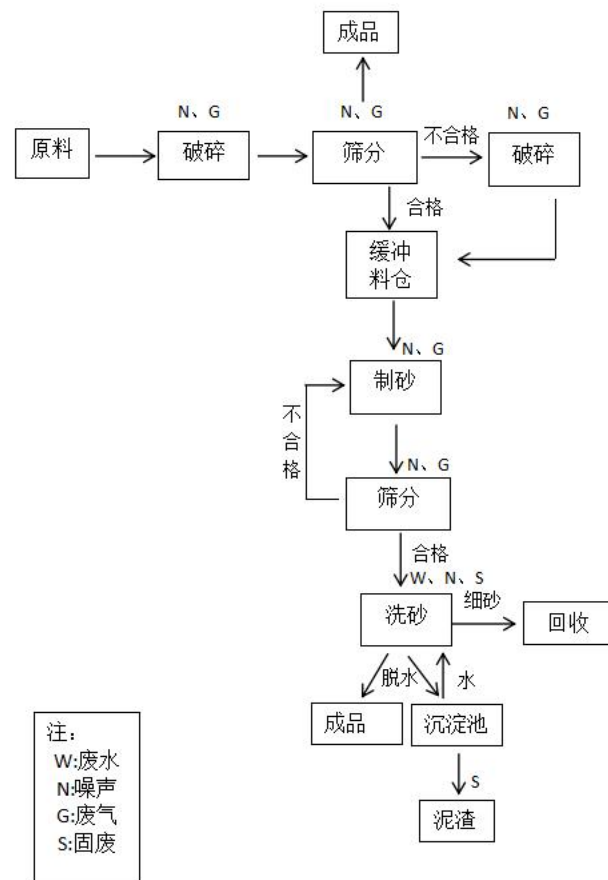 成品
N、G
N、G
不合格
N、G
原料
破碎
筛分
破碎
合格
缓冲
料仓
N、G
制砂
不
合
格
N、G
筛分
合格
W、N、S
细砂
洗砂
回收
脱水
水
成品
沉淀池
S
泥渣
注：
W:废水
N:噪声
G:废气
S:固废